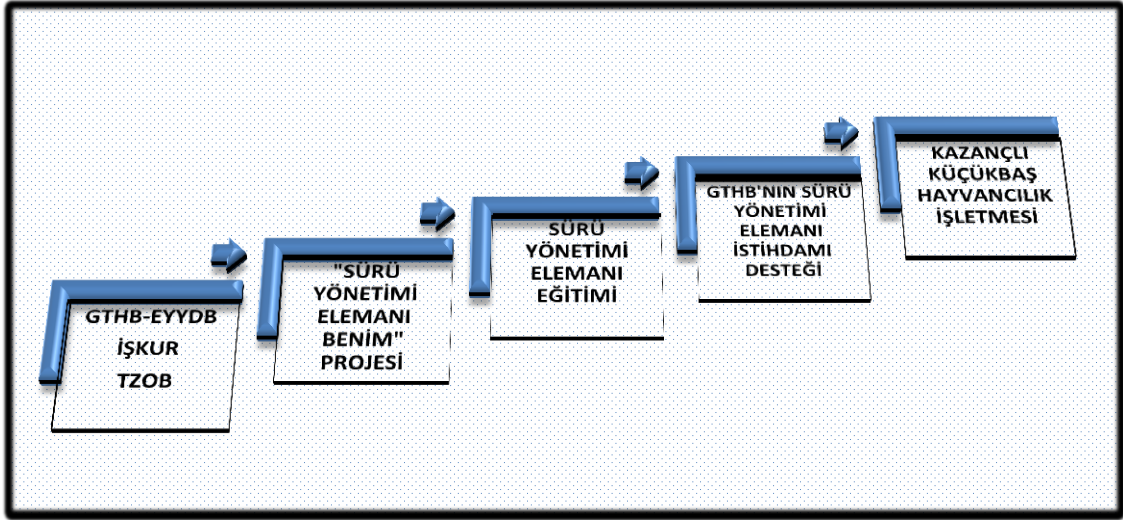 GTHB-EYYDB
İŞKUR
TZOB
"SÜRÜ
YÖNETİMİ
ELEMANI
BENİM"
PROJESİ
SÜRÜ
YÖNETİMİ
ELEMANI
EĞİTİMİ
GTHB'NIN SÜRÜ
YÖNETİMİ
ELEMANI
İSTİHDAMI
DESTEĞİ
KAZANÇLI
KÜÇÜKBAŞ
HAYVANCILIK
İŞLETMESİ